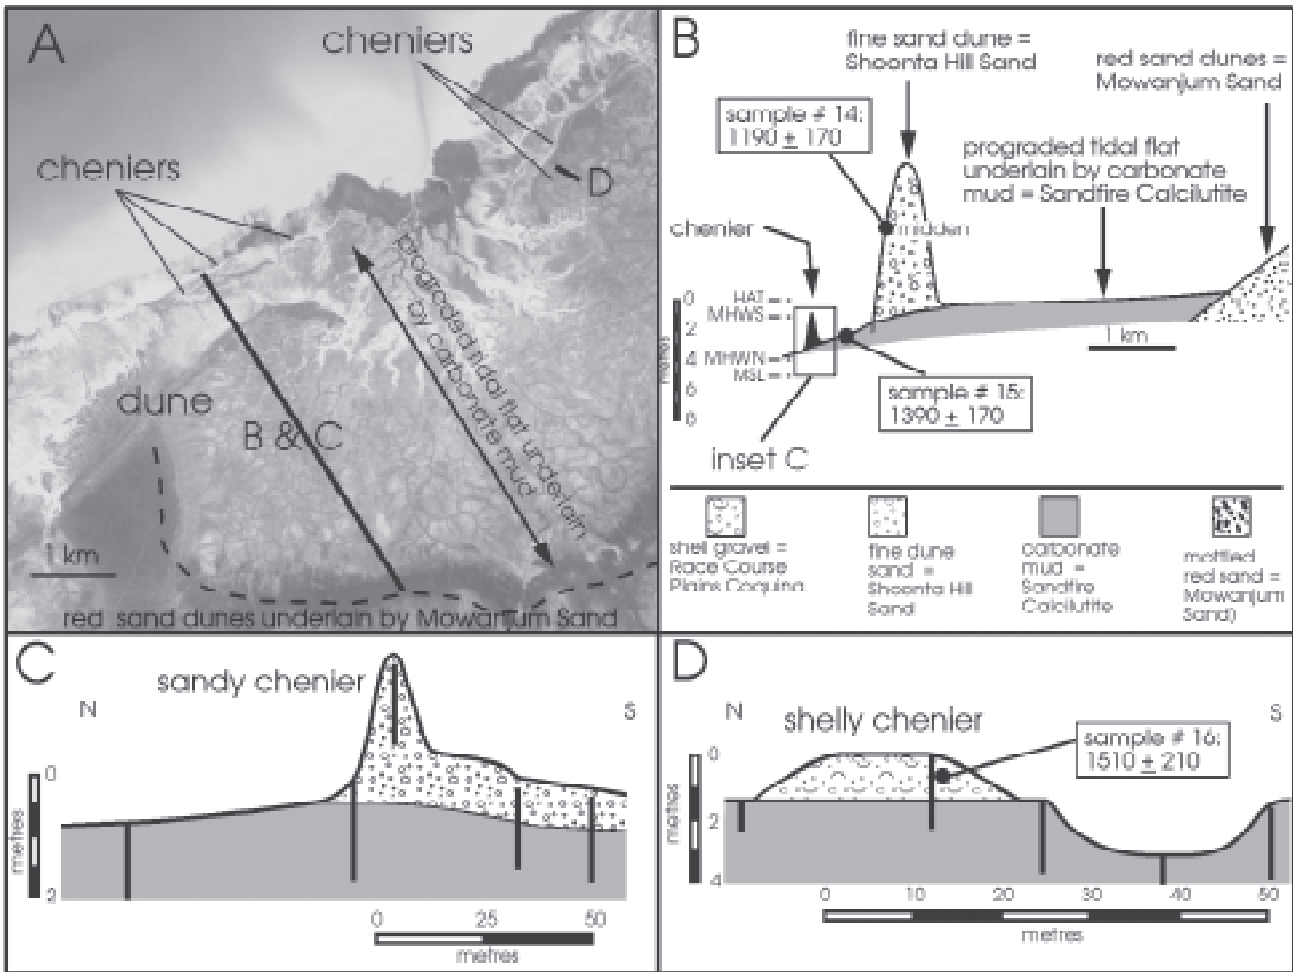 A
cheniers
cheniers
D
prograded tidal flat underlain
by carbonate mud
dune
B & C
1 km
red sand dunes underlain by Mowanjum Sand
B
fine sand dune =
Shoonta Hill Sand
red sand dunes =
Mowanjum Sand
sample # 14:
1190 ± 170
prograded tidal flat
underlain by carbonate
mud = Sandfire Calcilutite
chenier
midden
HAT
MHWS
MHWN
MSL
0
2
4
6
8
metres
1 km
sample # 15:
1390 ± 170
inset C
shell gravel =
Race Course
Plains Coquina
fine dune
sand =
Shoonta Hill
Sand
carbonate
mud =
Sandfire
Calcilutite
mottled
red sand =
Mowanjum
Sand)
C
sandy chenier
N
S
0
2
metres
0 25 50
metres
D
N
S
shelly chenier
sample # 16:
1510 ± 210
0
2
4
metres
0 10 20 30 40 50
metres